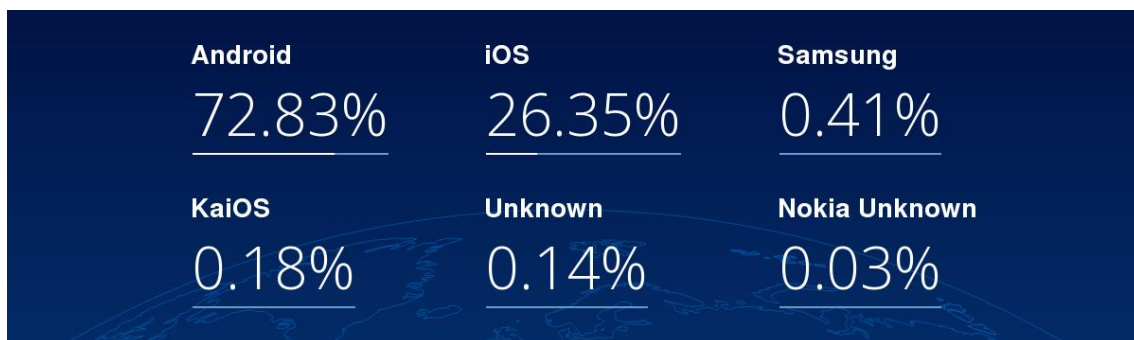 Android iOS Samsung
72.83% 26.35% 0.41%
KaiOS Unknown Nokia Unknown
0.18% 0.14% 0.03%